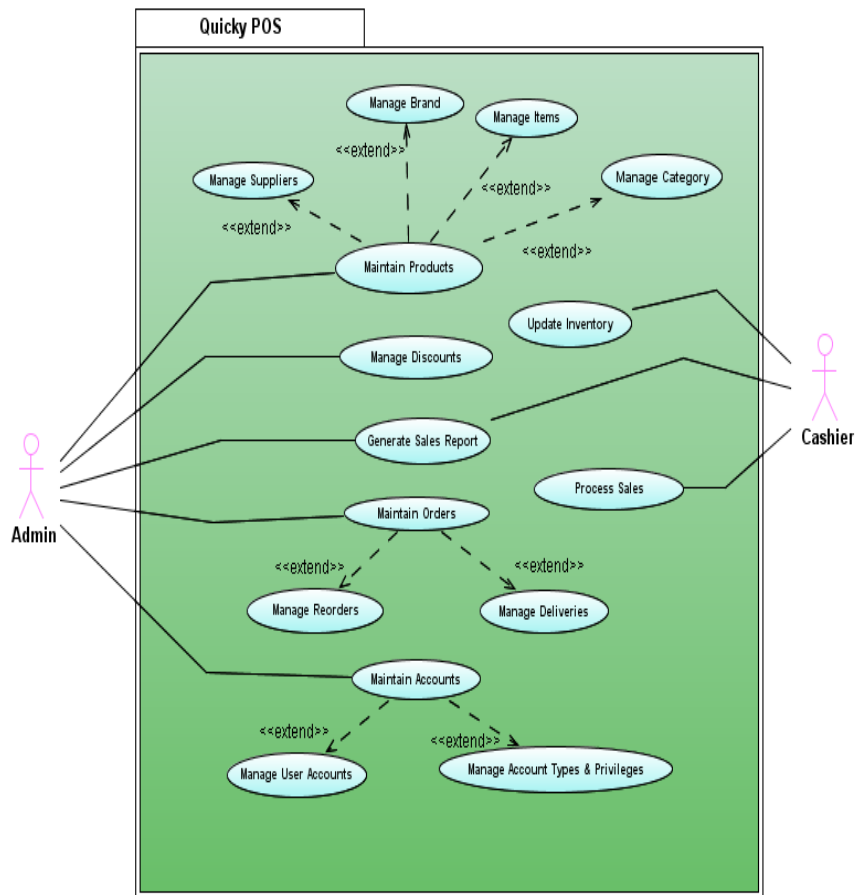 Quicky POS
Manage Brand
Manage Items
<<extend>>
Manage Suppliers
<<extend>>
Manage Category
<<extend>>
<<extend>>
Maintain Products
Update Inventory
Manage Discounts
Generate Sales Report
Cashier
Process Sales
Maintain Orders
Admin
<<extend>>
<<extend>>
Manage Reorders
Manage Deliveries
Maintain Accounts
<<extend>>
<<extend>>
Manage User Accounts
Manage Account Types & Privileges